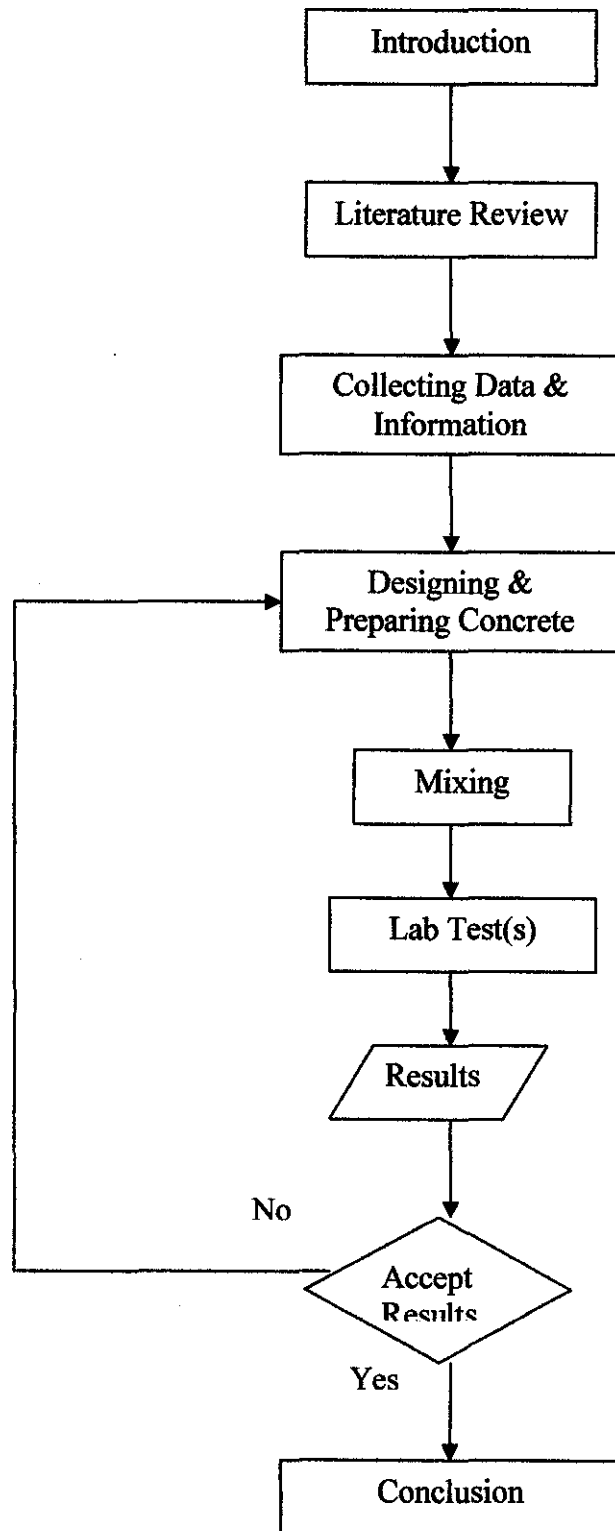 Introduction
Literature Review
Collecting Data &
Information
Designing &
Preparing Concrete
Mixing
Lab Test(s)
Results
No
Accept
Results
Yes
Conclusion